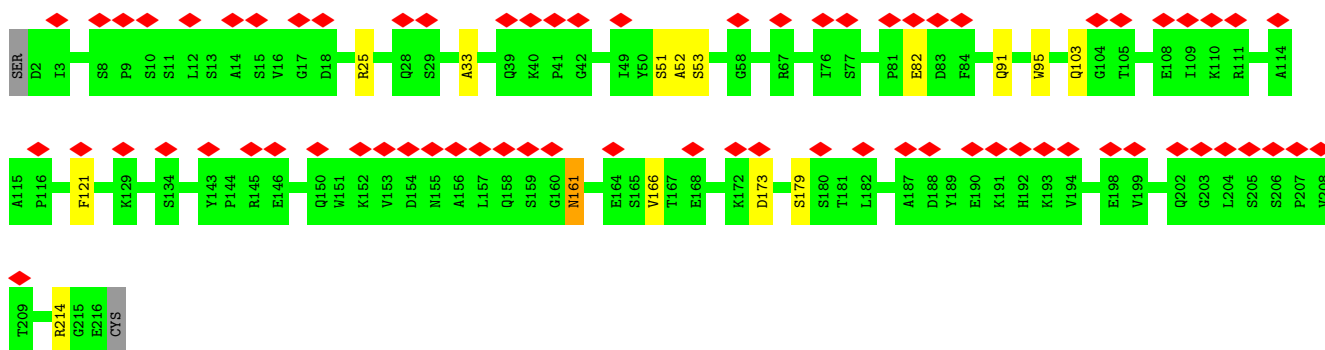 SER D2 I3 S8 P9 S10 S11 L12 S13 A14 S15 V16 G17 D18 R25 Q28 S29 A33 Q39 K40 P41 G42 I49 Y50 S51 A52 S53 G58 R67 I76 S77 P81 E82 D83 F84 Q91 W95 Q103 G104 T105 E108 I109 K110 R111 A114
A115 P116 F121 K129 S134 Y143 P144 R145 E146 Q150 W151 K152 V153 D154 N155 A156 L157 Q158 S159 G160 N161 E164 S165 V166 T167 E168 K172 D173 S179 S180 T181 L182 A187 D188 Y189 E190 K191 H192 K193 V194 E198 V199 Q202 G203 L204 S205 S206 P207 V208
T209 R214 G215 E216 CYS